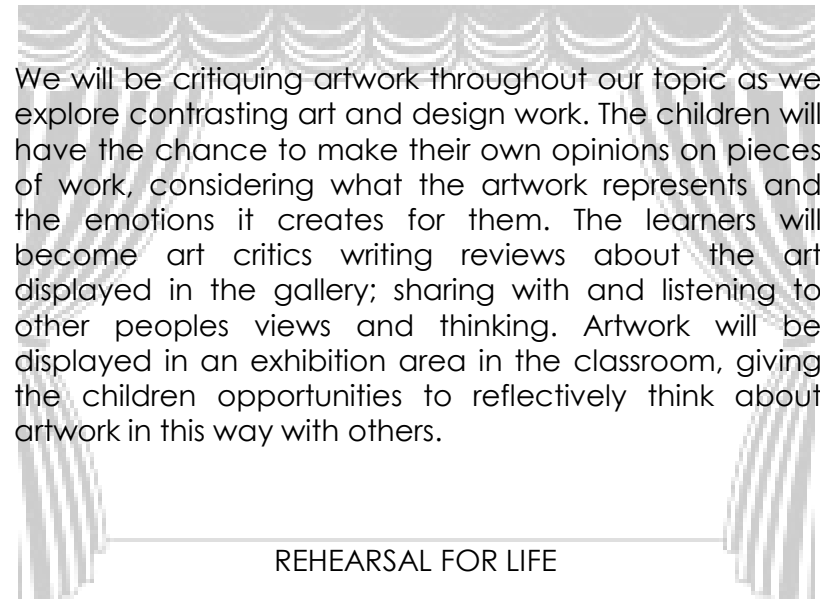 We will be critiquing artwork throughout our topic as we
explore contrasting art and design work. The children will
have the chance to make their own opinions on pieces
of work, considering what the artwork represents and
the emotions it creates for them. The learners will
become art critics writing reviews about the art
displayed in the gallery; sharing with and listening to
other peoples views and thinking. Artwork will be
displayed in an exhibition area in the classroom, giving
the children opportunities to reflectively think about
artwork in this way with others.
REHEARSAL FOR LIFE